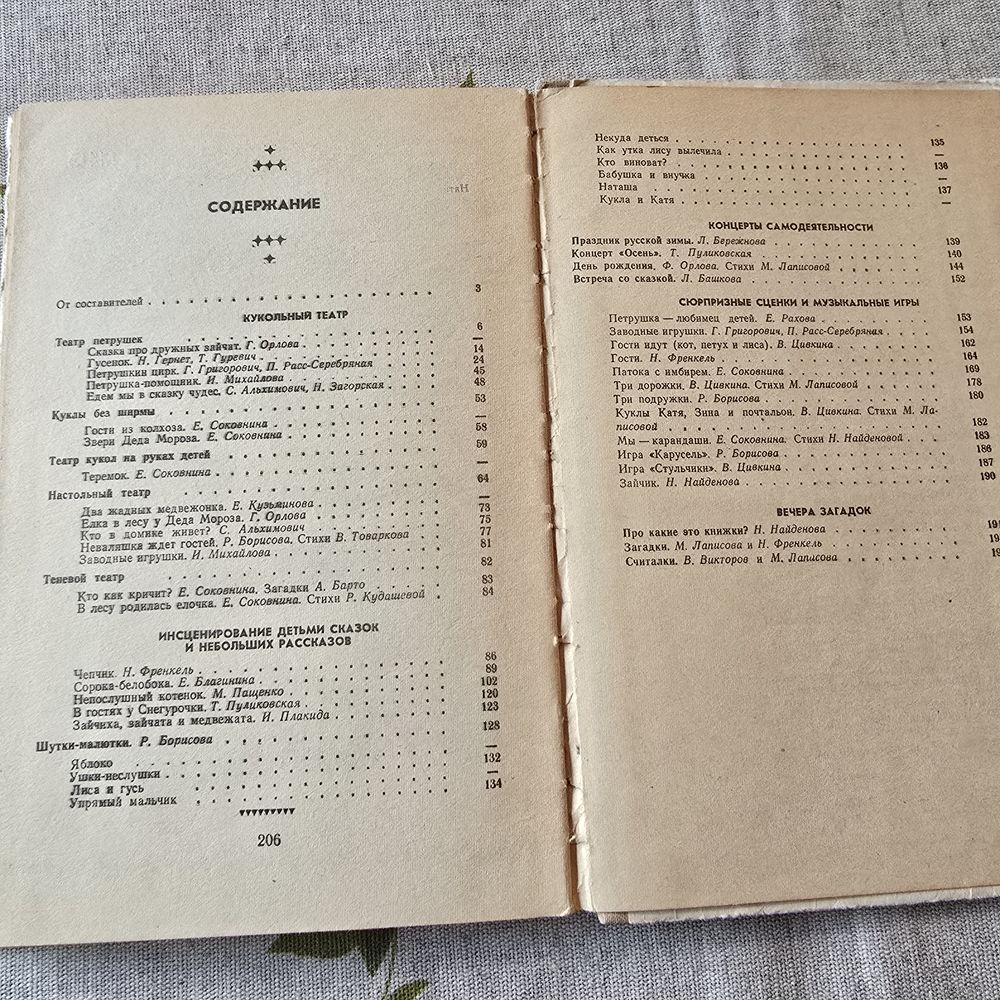 СОДЕРЖАНИЕ
От составителей 3
КУКОЛЬНЫЙ ТЕАТР
Театр петрушек 6
Сказка про дружных зайчат. Г. Орлова —
Гусенок. Н. Гернет, Т. Гуревич 14
Петрушкин цирк. Г. Григорович, П. Расс-Серебряная 24
Петрушка-помощник. И. Михайлова 45
Едем мы в сказку чудес. С. Альхимович, Н. Загорская 48
Куклы без ширмы 53
Гости из колхоза. Е. Соковнина —
Звери Деда Мороза. Е. Соковнина 58
Театр кукол на руках детей 59
Теремок. Е. Соковнина —
Настольный театр 64
Два жадных медвежонка. Е. Кузьминова —
Елка в лесу у Деда Мороза. Г. Орлова 73
Кто в домике живет? С. Альхимович 75
Неваляшка ждет гостей. Р. Борисова. Стихи В. Товаркова 77
Заводные игрушки. И. Михайлова 81
Теневой театр 82
Кто как кричит? Е. Соковнина. Загадки А. Барто 83
В лесу родилась елочка. Е. Соковнина. Стихи Р. Кудашевой 84
ИНСЦЕНИРОВАНИЕ ДЕТЬМИ СКАЗОК
И НЕБОЛЬШИХ РАССКАЗОВ
Чепчик. Н. Френкель 86
Сорока-белобока. Е. Благинина 89
Непослушный котенок. М. Пащенко 102
В гостях у Снегурочки. Т. Пуликовская 120
Зайчиха, зайчата и медвежата. И. Плакида 123
Шутки-малютки. Р. Борисова 128
Яблоко —
Ушки-неслушки 132
Лиса и гусь —
Упрямый мальчик 134
206
Некуда деться 135
Как утка лису вылечила —
Кто виноват? 136
Бабушка и внучка —
Наташа 137
Кукла и Катя —
КОНЦЕРТЫ САМОДЕЯТЕЛЬНОСТИ
Праздник русской зимы. Л. Бережнова 139
Концерт «Осень». Т. Пуликовская 140
День рождения. Ф. Орлова. Стихи М. Лаписовой 144
Встреча со сказкой. Л. Башкова 152
СЮРПРИЗНЫЕ СЦЕНКИ И МУЗЫКАЛЬНЫЕ ИГРЫ
Петрушка — любимец детей. Е. Рахова 153
Заводные игрушки. Г. Григорович, П. Расс-Серебряная 154
Гости идут (кот, петух и лиса). В. Цивкина 162
Гости. Н. Френкель 164
Патока с имбирем. Е. Соковнина 169
Три дорожки. В. Цивкина. Стихи М. Лаписовой 178
Три подружки. Р. Борисова 180
Куклы Катя, Зина и почтальон. В. Цивкина. Стихи М. Ла-
писовой 182
Мы — карандаши. Е. Соковнина. Стихи Н. Найденовой 183
Игра «Карусель». Р. Борисова 186
Игра «Стульчики». В. Цивкина 187
Зайчик. Н. Найденова 190
ВЕЧЕРА ЗАГАДОК
Про какие это книжки? Н. Найденова
Загадки. М. Лаписова и Н. Френкель
Считалки. В. Викторов и М. Лаписова